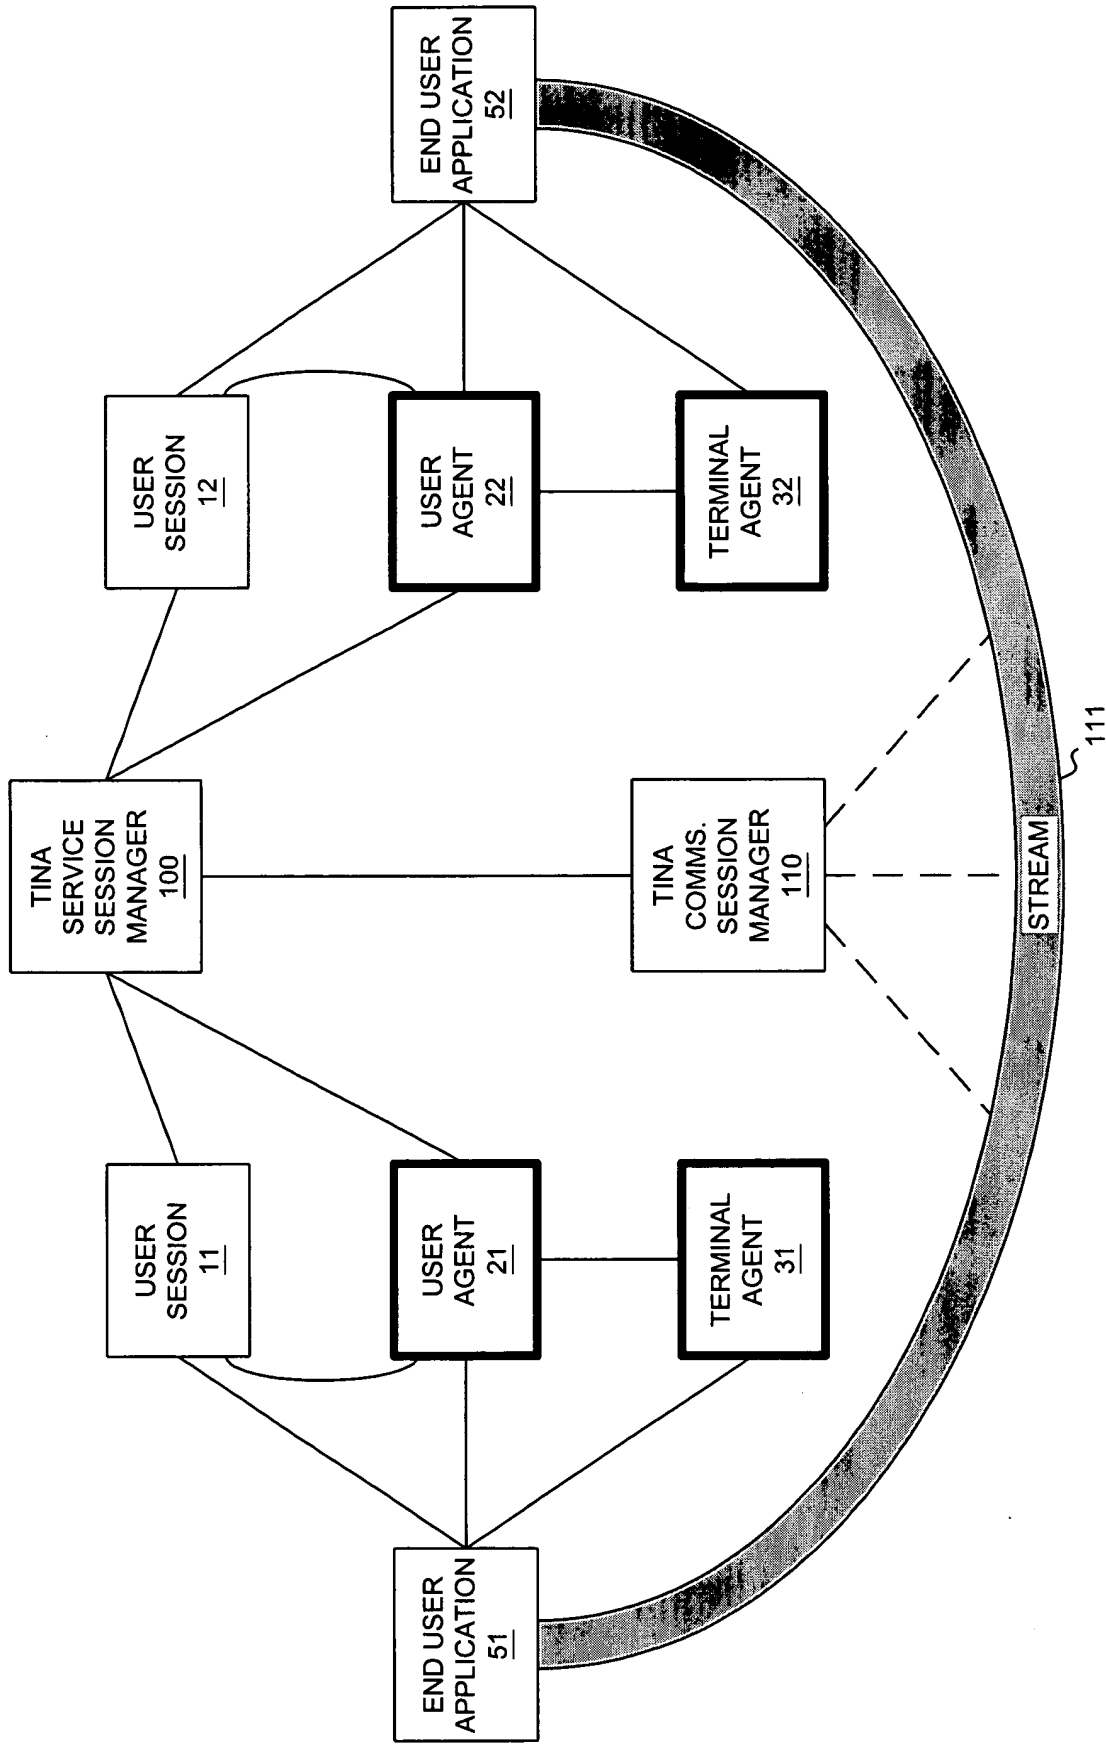 TINA
SERVICE
SESSION
MANAGER
100
USER
SESSION
11
USER
SESSION
12
END USER
APPLICATION
51
USER
AGENT
21
USER
AGENT
22
END USER
APPLICATION
52
TINA
COMMS.
SESSION
MANAGER
110
TERMINAL
AGENT
31
TERMINAL
AGENT
32
STREAM
111